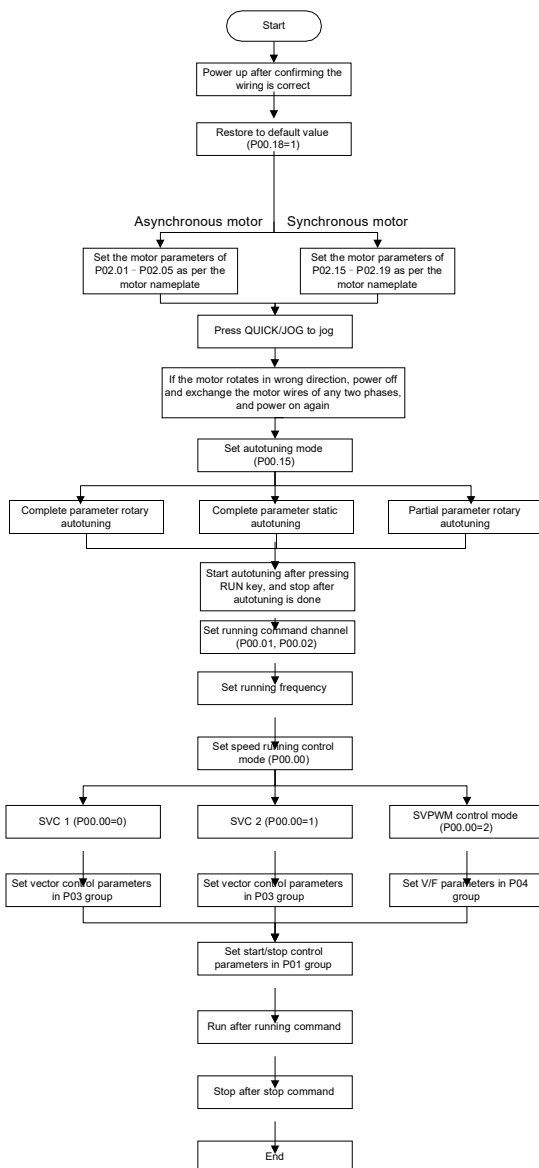 Start
Power up after confirming the
wiring is correct
Restore to default value
(P00.18=1)
Asynchronous motor
Synchronous motor
Set the motor parameters of
P02.01–P02.05 as per the
motor nameplate
Set the motor parameters of
P02.15–P02.19 as per the
motor nameplate
Press QUICK/JOG to jog
If the motor rotates in wrong direction, power off
and exchange the motor wires of any two phases,
and power on again
Set autotuning mode
(P00.15)
Complete parameter rotary
autotuning
Complete parameter static
autotuning
Partial parameter rotary
autotuning
Start autotuning after pressing
RUN key, and stop after
autotuning is done
Set running command channel
(P00.01, P00.02)
Set running frequency
Set speed running control
mode (P00.00)
SVC 1 (P00.00=0)
SVC 2 (P00.00=1)
SVPWM control mode
(P00.00=2)
Set vector control parameters
in P03 group
Set vector control parameters
in P03 group
Set V/F parameters in P04
group
Set start/stop control
parameters in P01 group
Run after running command
Stop after stop command
End